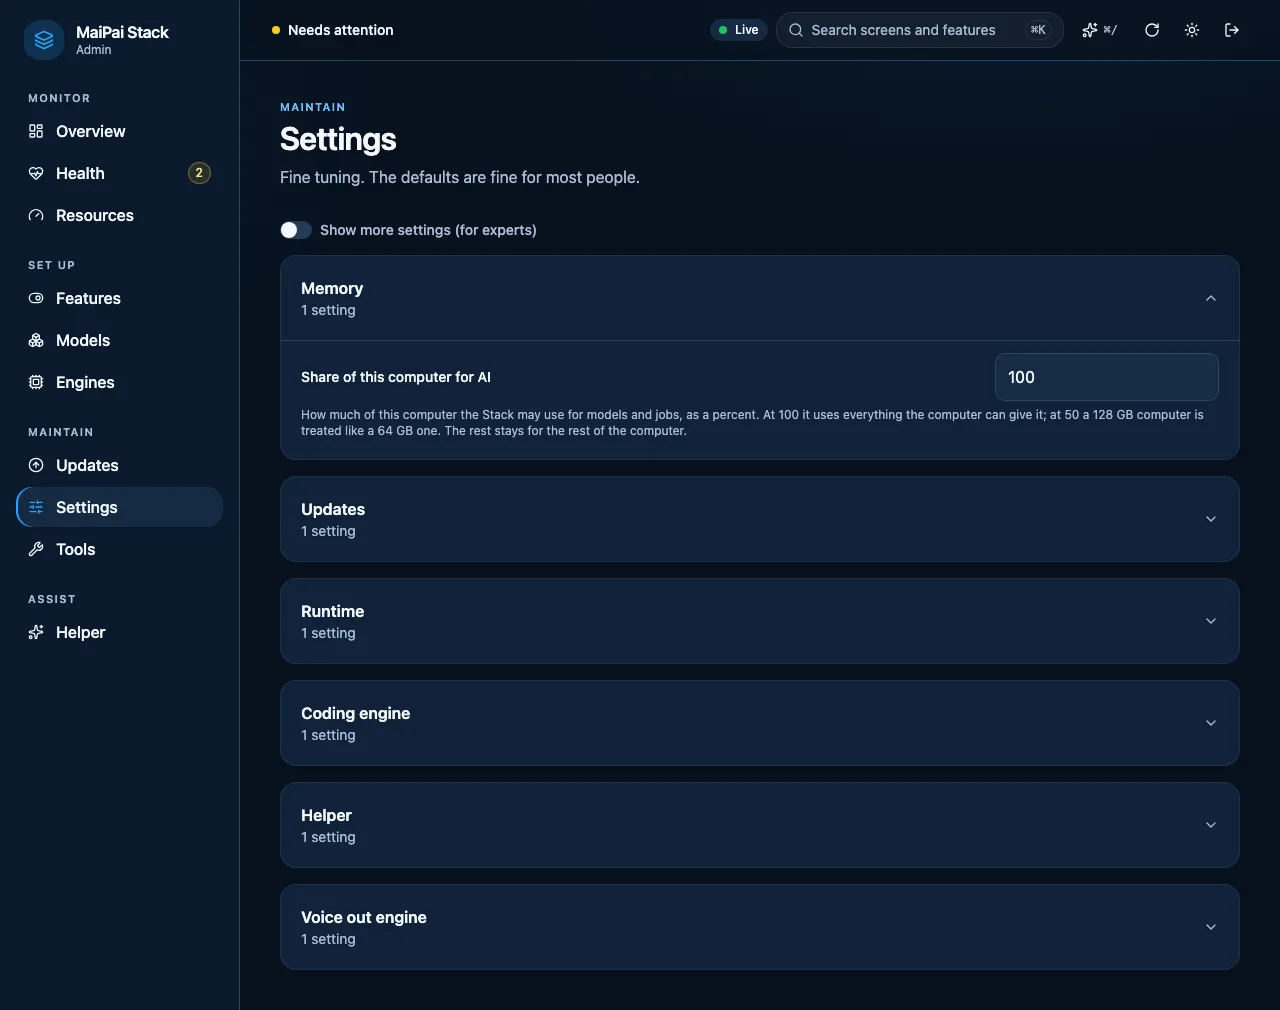 MaiPai Stack
Admin
MONITOR
Overview
Health
2
Resources
SET UP
Features
Models
Engines
MAINTAIN
Updates
Settings
Tools
ASSIST
Helper
Needs attention
Live
Search screens and features
⌘K
⌘/
MAINTAIN
Settings
Fine tuning. The defaults are fine for most people.
Show more settings (for experts)
Memory
1 setting
Share of this computer for AI
100
How much of this computer the Stack may use for models and jobs, as a percent. At 100 it uses everything the computer can give it; at 50 a 128 GB computer is
treated like a 64 GB one. The rest stays for the rest of the computer.
Updates
1 setting
Runtime
1 setting
Coding engine
1 setting
Helper
1 setting
Voice out engine
1 setting